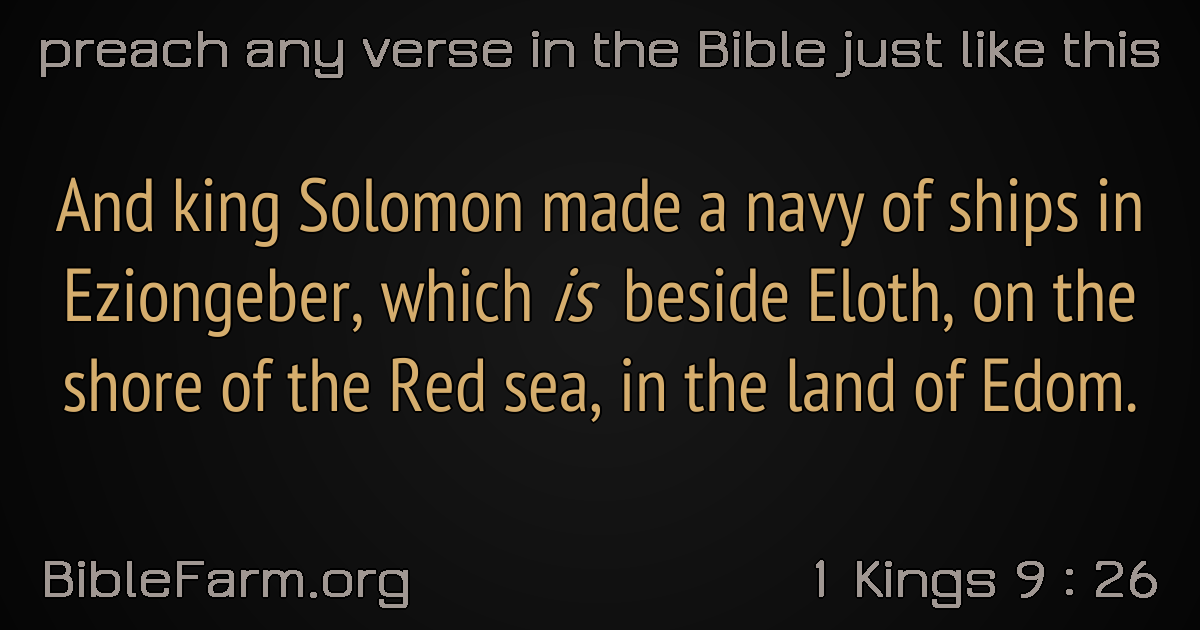 preach any verse in the Bible just like this
And king Solomon made a navy of ships in
Eziongeber, which is beside Eloth, on the
shore of the Red sea, in the land of Edom.
BibleFarm.org
1 Kings 9 : 26